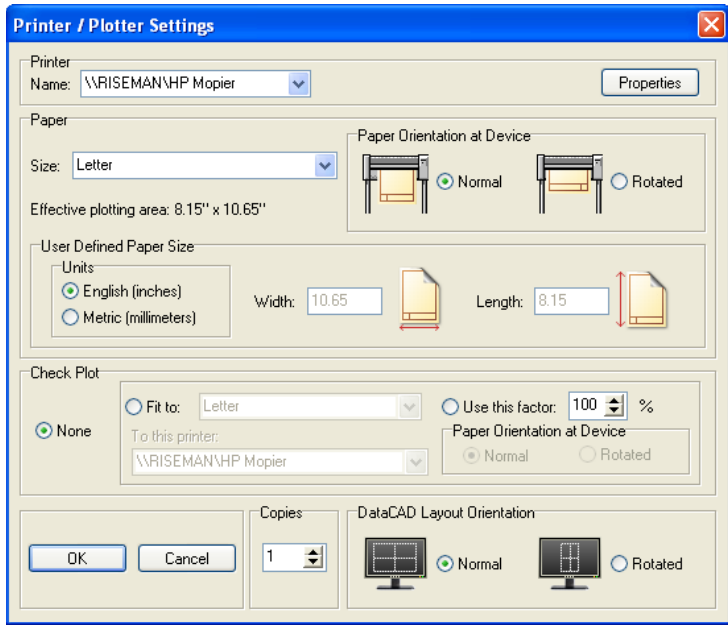 Printer / Plotter Settings
Printer
Name: \\RISEMAN\HP Mopier
Properties
Paper
Size: Letter
Effective plotting area: 8.15" x 10.65"
Paper Orientation at Device
Normal
Rotated
User Defined Paper Size
Units
English (inches)
Metric (millimeters)
Width: 10.65
Length: 8.15
Check Plot
None
Fit to: Letter
To this printer:
\\RISEMAN\HP Mopier
Use this factor: 100 %
Paper Orientation at Device
Normal
Rotated
OK
Cancel
Copies
1
DataCAD Layout Orientation
Normal
Rotated